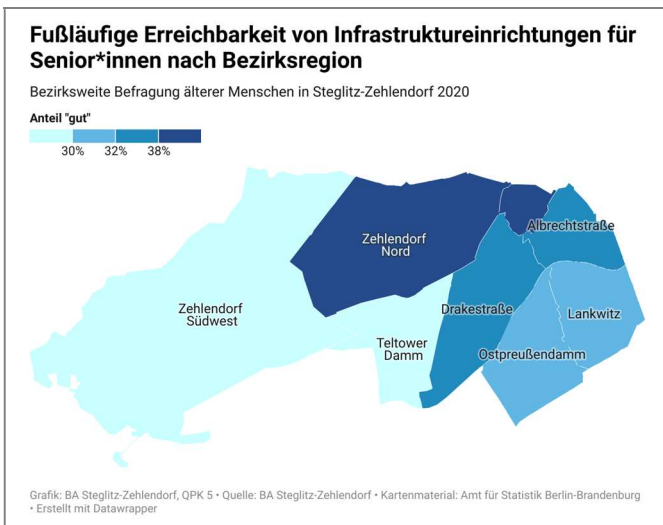 Fußläufige Erreichbarkeit von Infrastruktureinrichtungen für
Senior*innen nach Bezirksregion
Bezirksweite Befragung älterer Menschen in Steglitz-Zehlendorf 2020
Anteil "gut"
30% 32% 38%
Albrechtstraße
Zehlendorf
Nord
Zehlendorf
Südwest
Drakestraße
Lankwitz
Teltower
Damm
Ostpreußendamm
Grafik: BA Steglitz-Zehlendorf, QPK 5 • Quelle: BA Steglitz-Zehlendorf • Kartenmaterial: Amt für Statistik Berlin-Brandenburg
• Erstellt mit Datawrapper